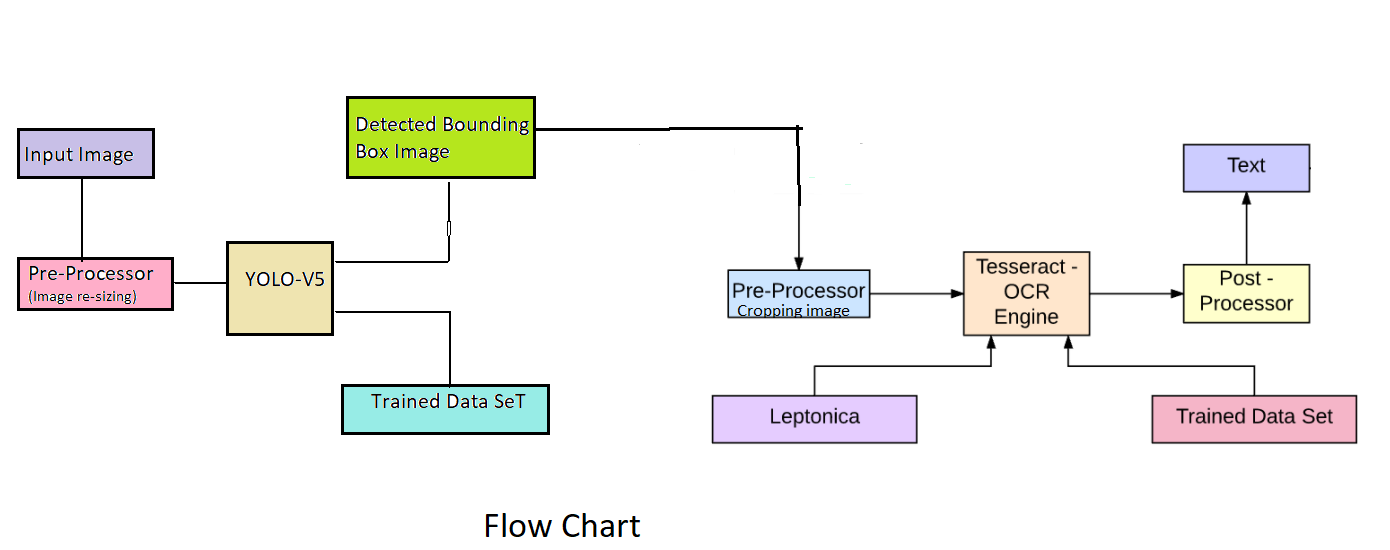 Input Image
Pre-Processor
(Image re-sizing)
YOLO-V5
Detected Bounding
Box Image
Trained Data SeT
Pre-Processor
Cropping image
Tesseract -
OCR
Engine
Leptonica
Trained Data Set
Post -
Processor
Text
Flow Chart